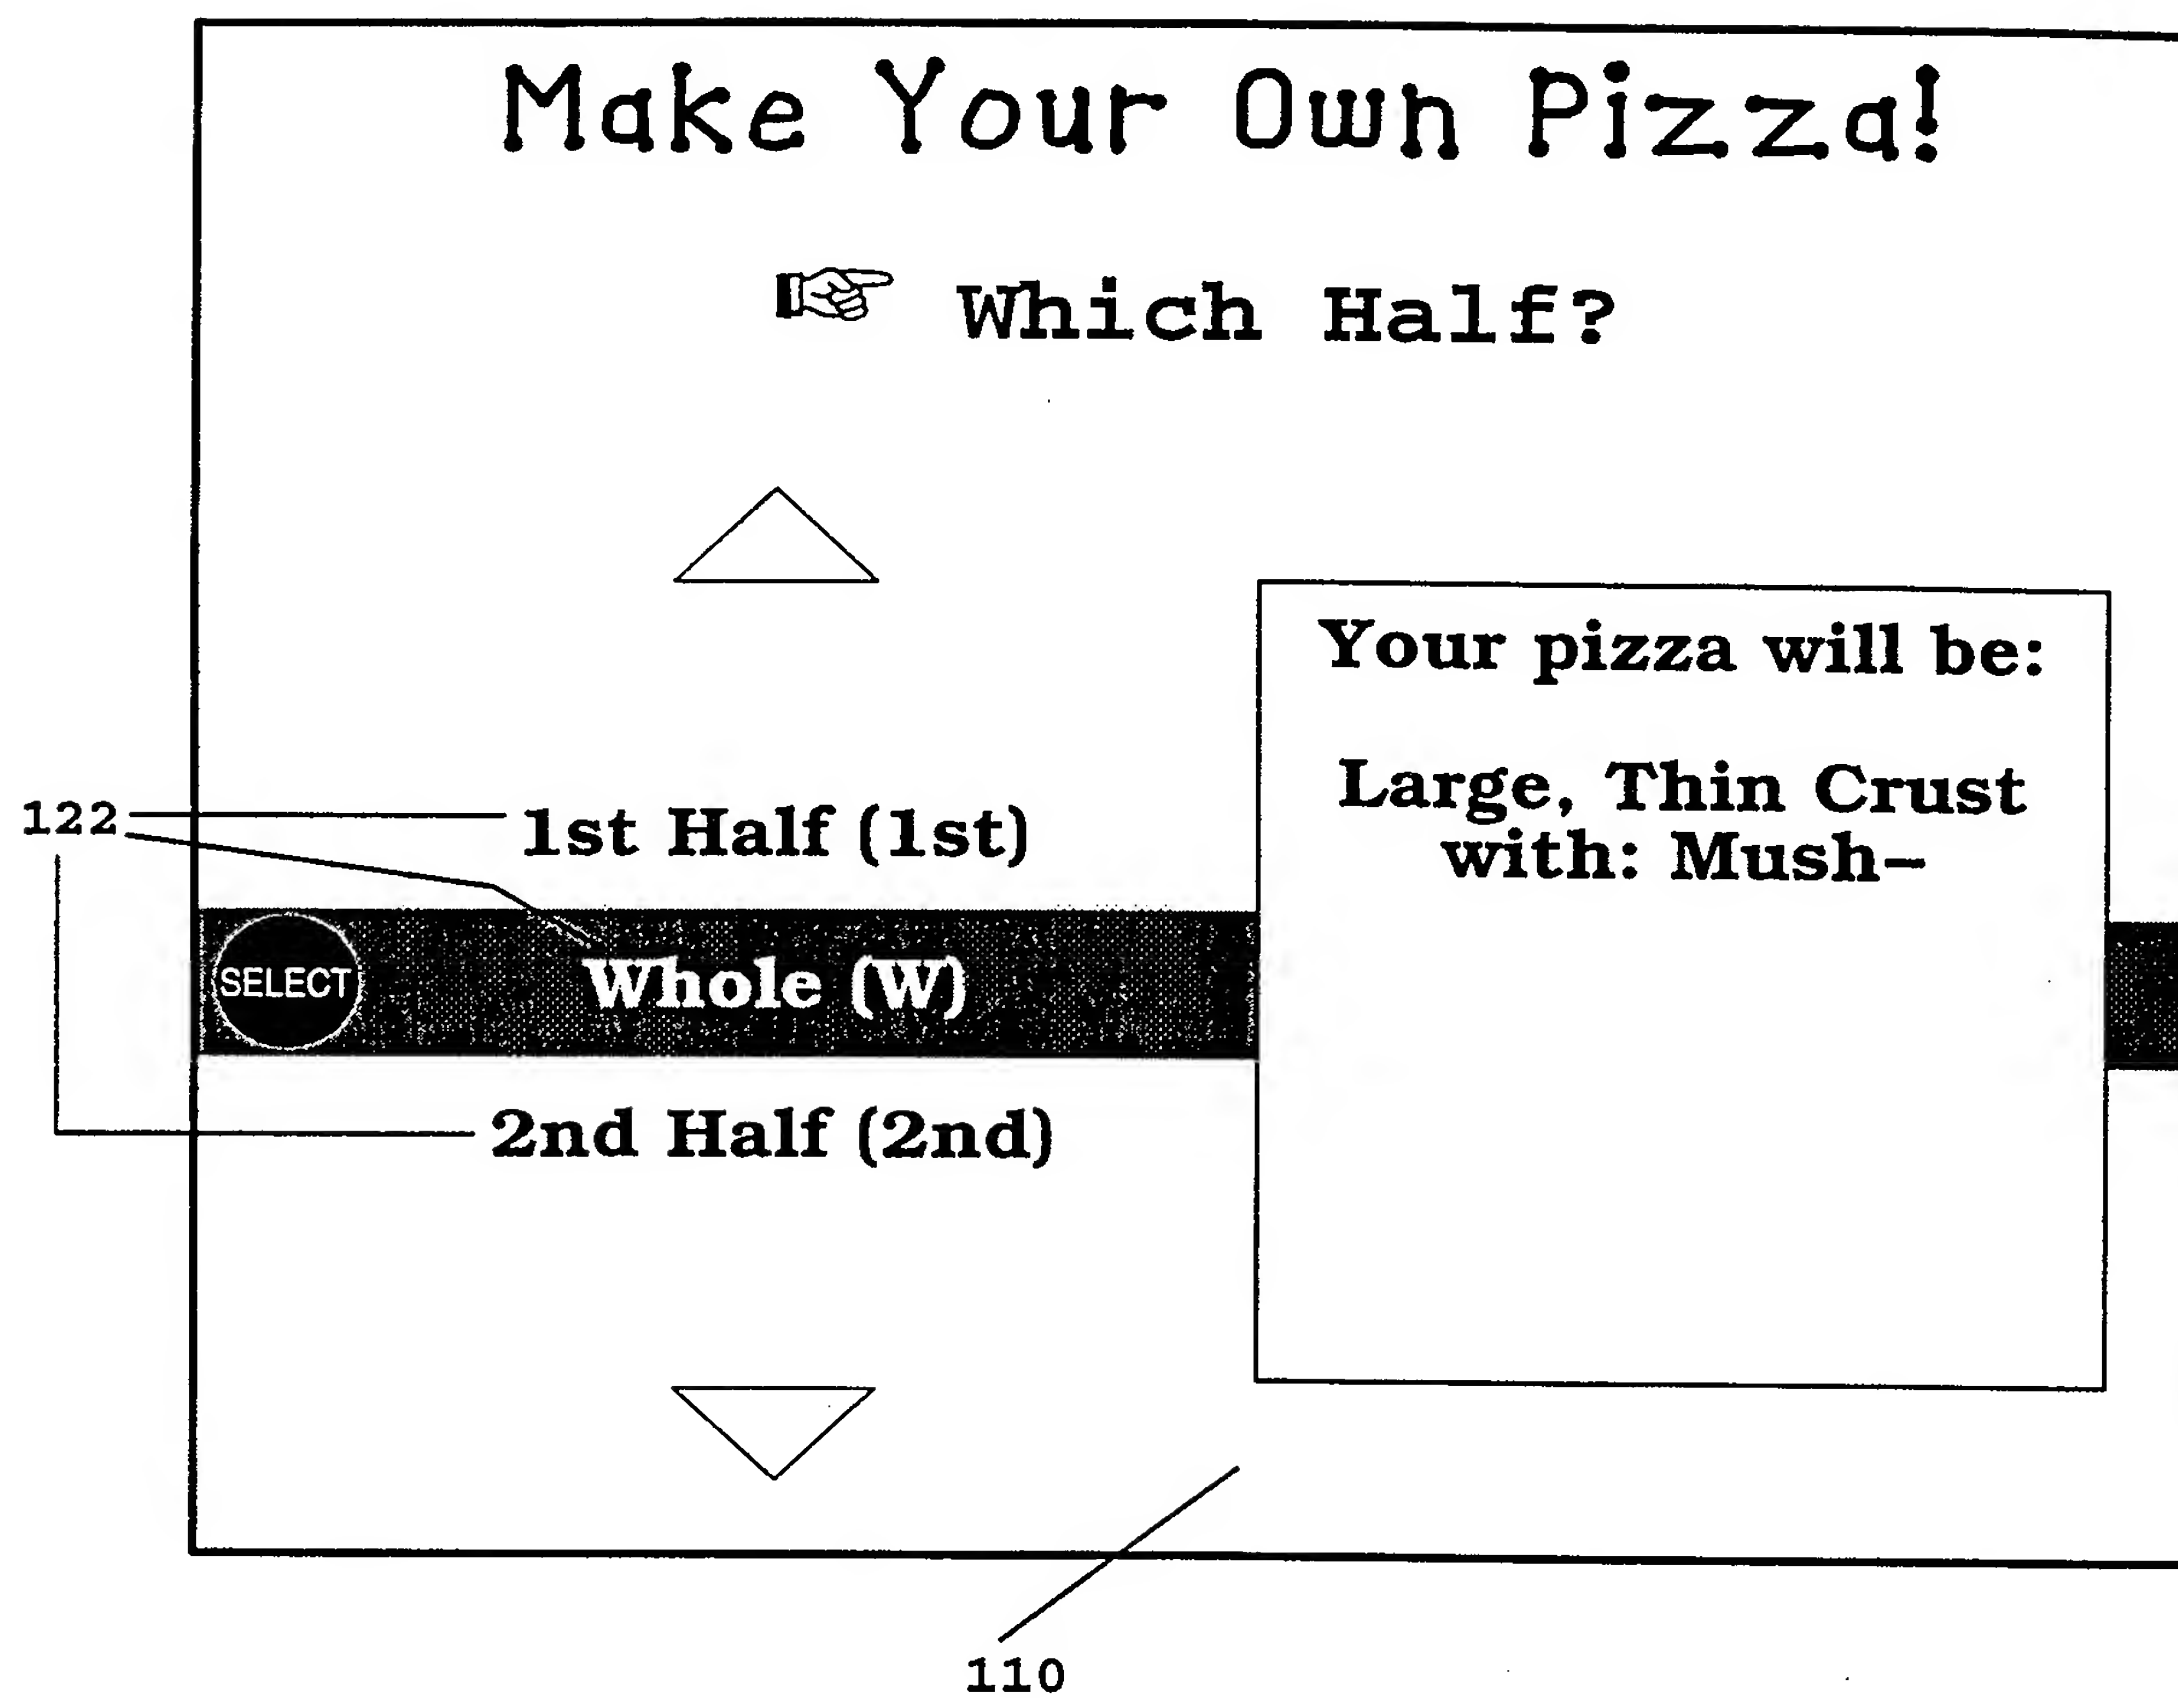 Make Your Own Pizza!
☞ Which Half?
Your pizza will be:
Large, Thin Crust
with: Mush–
122
1st Half (1st)
SELECT
Whole (W)
2nd Half (2nd)
110